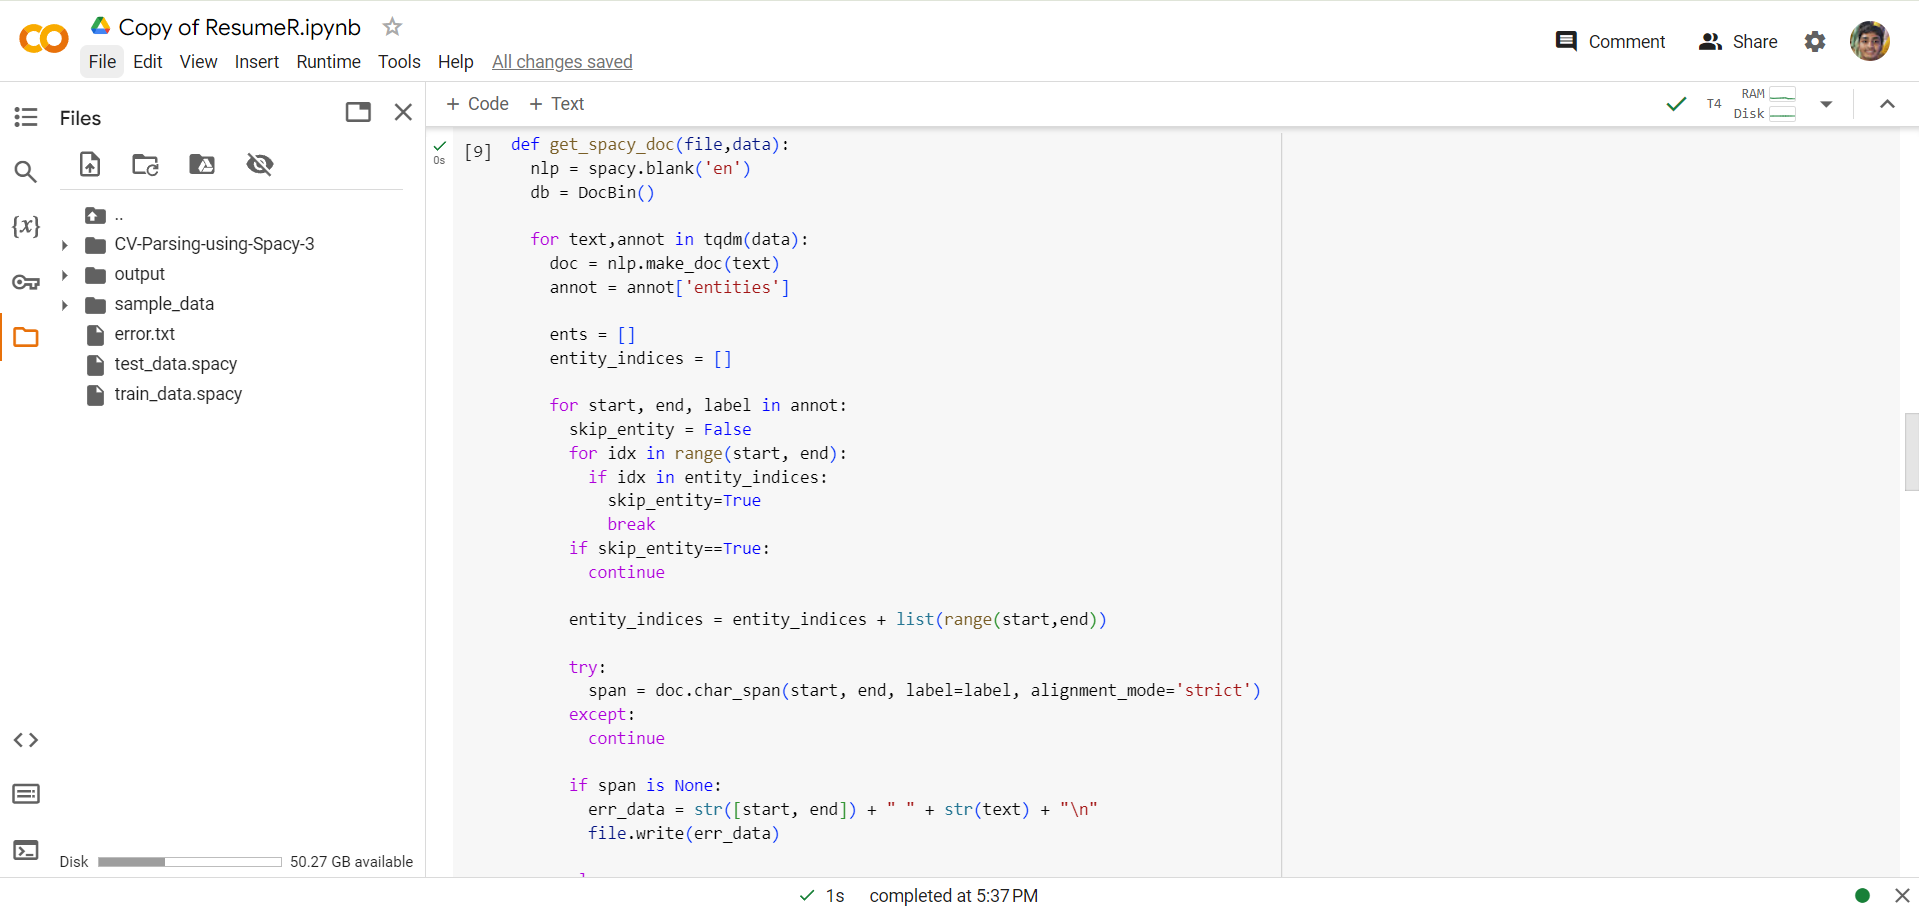 Copy of ResumeR.ipynb
File Edit View Insert Runtime Tools Help All changes saved
Comment Share
Files
+ Code + Text
T4 RAM Disk
{x}
..
CV-Parsing-using-Spacy-3
output
sample_data
error.txt
test_data.spacy
train_data.spacy
Disk 50.27 GB available
0s
[9]
def get_spacy_doc(file,data):
  nlp = spacy.blank('en')
  db = DocBin()

  for text,annot in tqdm(data):
    doc = nlp.make_doc(text)
    annot = annot['entities']

    ents = []
    entity_indices = []

    for start, end, label in annot:
      skip_entity = False
      for idx in range(start, end):
        if idx in entity_indices:
          skip_entity=True
          break
      if skip_entity==True:
        continue

      entity_indices = entity_indices + list(range(start,end))

      try:
        span = doc.char_span(start, end, label=label, alignment_mode='strict')
      except:
        continue

      if span is None:
        err_data = str([start, end]) + " " + str(text) + "\n"
        file.write(err_data)
1s completed at 5:37 PM